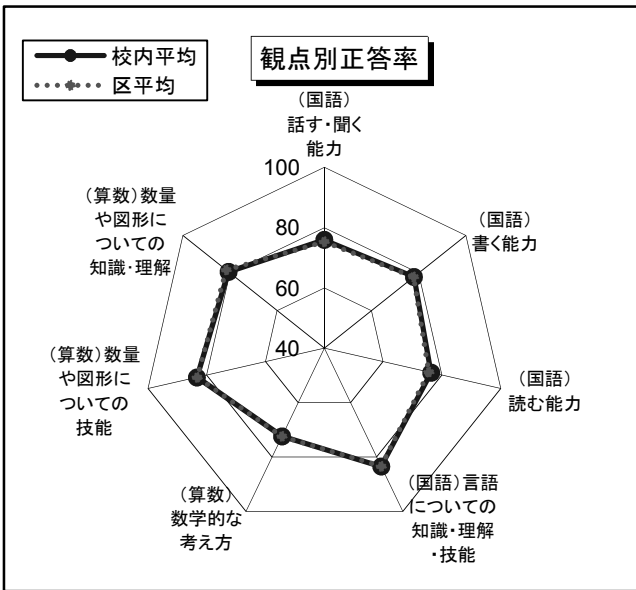 校内平均
区平均
観点別正答率
(国語)
話す・聞く
能力
(国語)
書く能力
(国語)
読む能力
(国語)言語
についての
知識・理解
・技能
(算数)
数学的な
考え方
(算数)数量
や図形に
ついての
技能
(算数)数量
や図形に
ついての
知識・理解
100
80
60
40